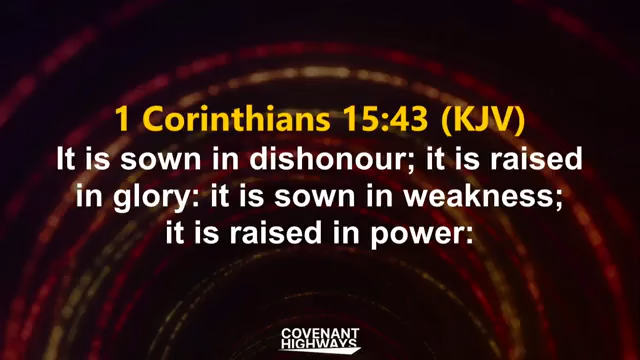 1 Corinthians 15:43 (KJV)
It is sown in dishonour; it is raised
in glory: it is sown in weakness;
it is raised in power:
COVENANT
HIGHWAYS